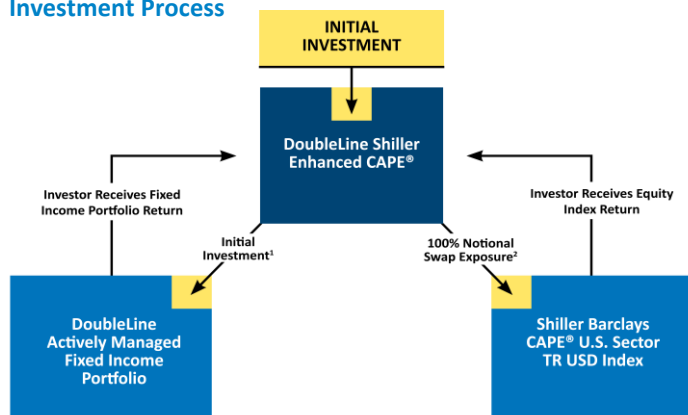 Investment Process
INITIAL
INVESTMENT
DoubleLine Shiller
Enhanced CAPE®
Investor Receives Fixed
Income Portfolio Return
Investor Receives Equity
Index Return
Initial
Investment¹
100% Notional
Swap Exposure²
DoubleLine
Actively Managed
Fixed Income
Portfolio
Shiller Barclays
CAPE® U.S. Sector
TR USD Index